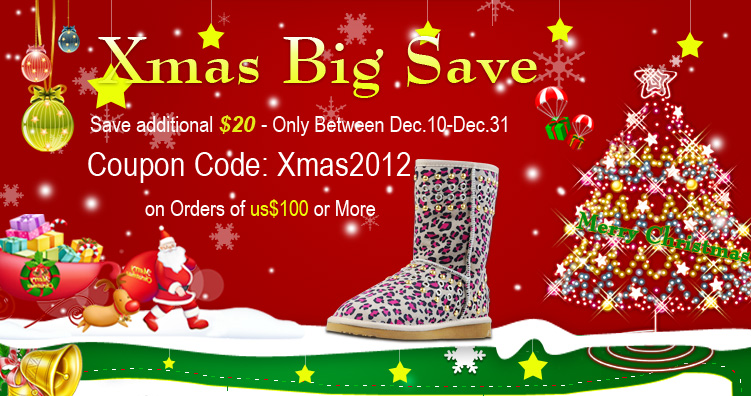 Xmas Big Save
Save additional $20 - Only Between Dec.10-Dec.31
Coupon Code: Xmas2012
on Orders of us$100 or More
Merry Christmas